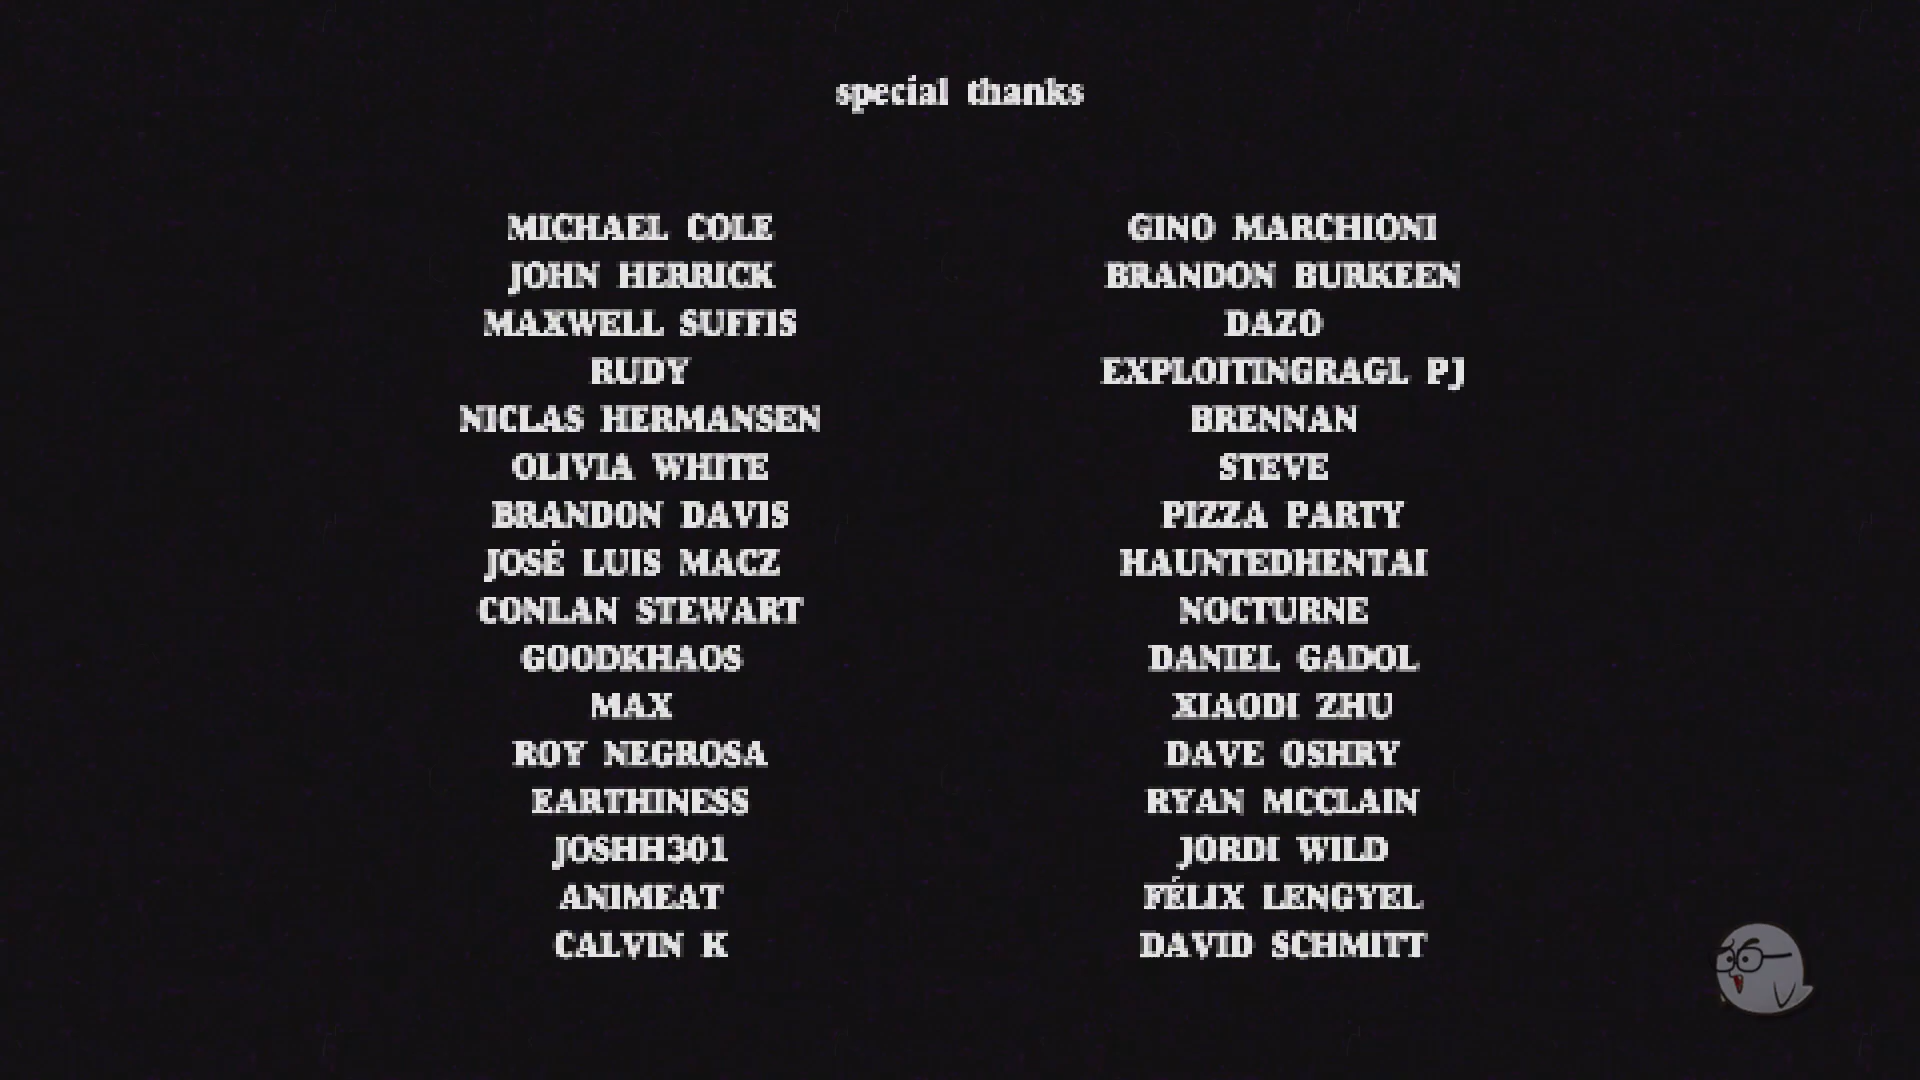 special thanks
MICHAEL COLE
JOHN HERRICK
MAXWELL SUFFIS
RUDY
NICLAS HERMANSEN
OLIVIA WHITE
BRANDON DAVIS
JOSÉ LUIS MACZ
CONLAN STEWART
GOODKHAOS
MAX
ROY NEGROSA
EARTHINESS
JOSHH301
ANIMEAT
CALVIN K
GINO MARCHIONI
BRANDON BURKEEN
DAZO
EXPLOITINGRAGL PJ
BRENNAN
STEVE
PIZZA PARTY
HAUNTEDHENTAI
NOCTURNE
DANIEL GADOL
XIAODI ZHU
DAVE OSHRY
RYAN MCCLAIN
JORDI WILD
FÉLIX LENGYEL
DAVID SCHMITT